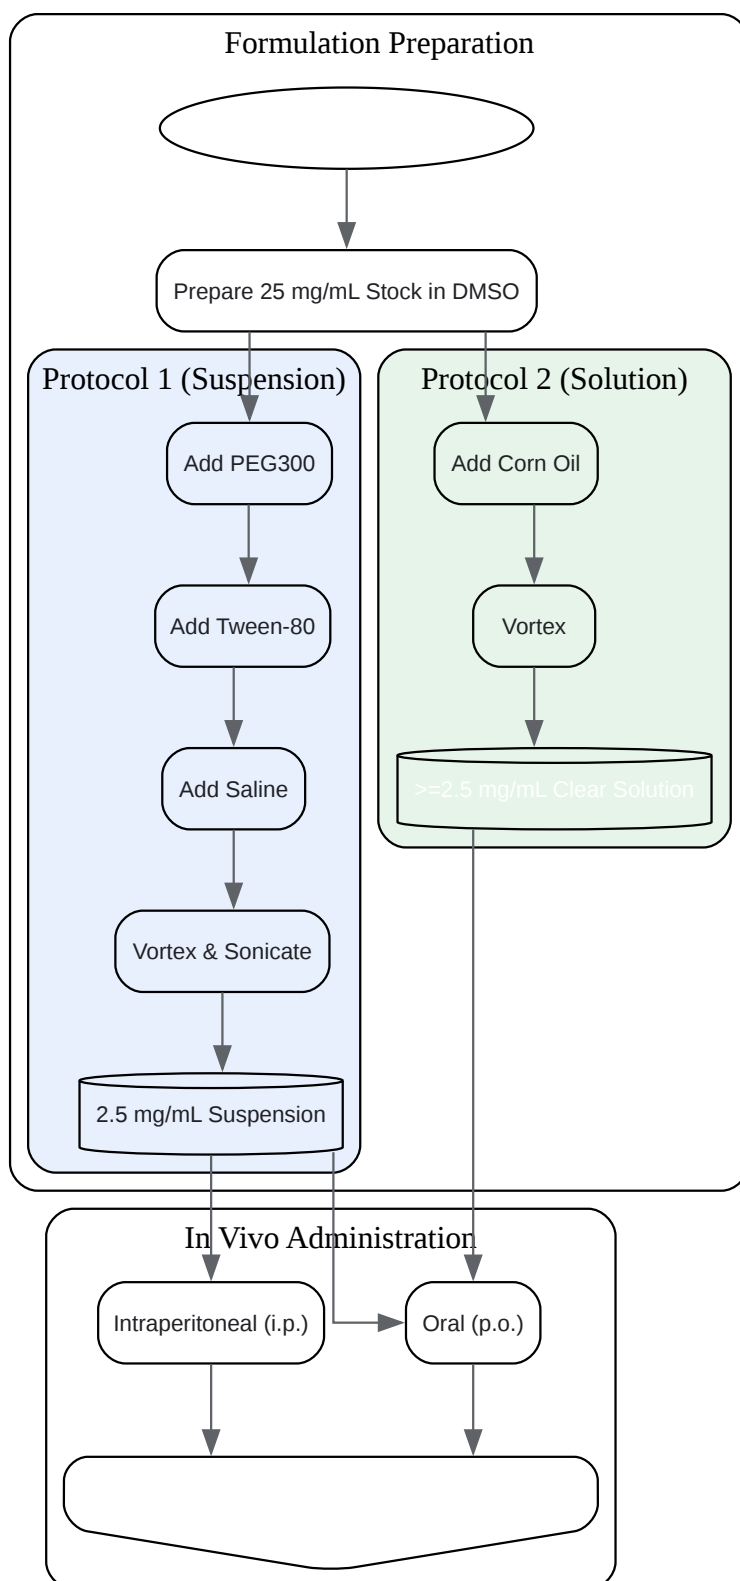 Formulation Preparation
Prepare 25 mg/mL Stock in DMSO
Protocol 1 (Suspension)
Protocol 2 (Solution)
Add PEG300
Add Corn Oil
Add Tween-80
Vortex
Add Saline
>=2.5 mg/mL Clear Solution
Vortex & Sonicate
2.5 mg/mL Suspension
In Vivo Administration
Intraperitoneal (i.p.)
Oral (p.o.)